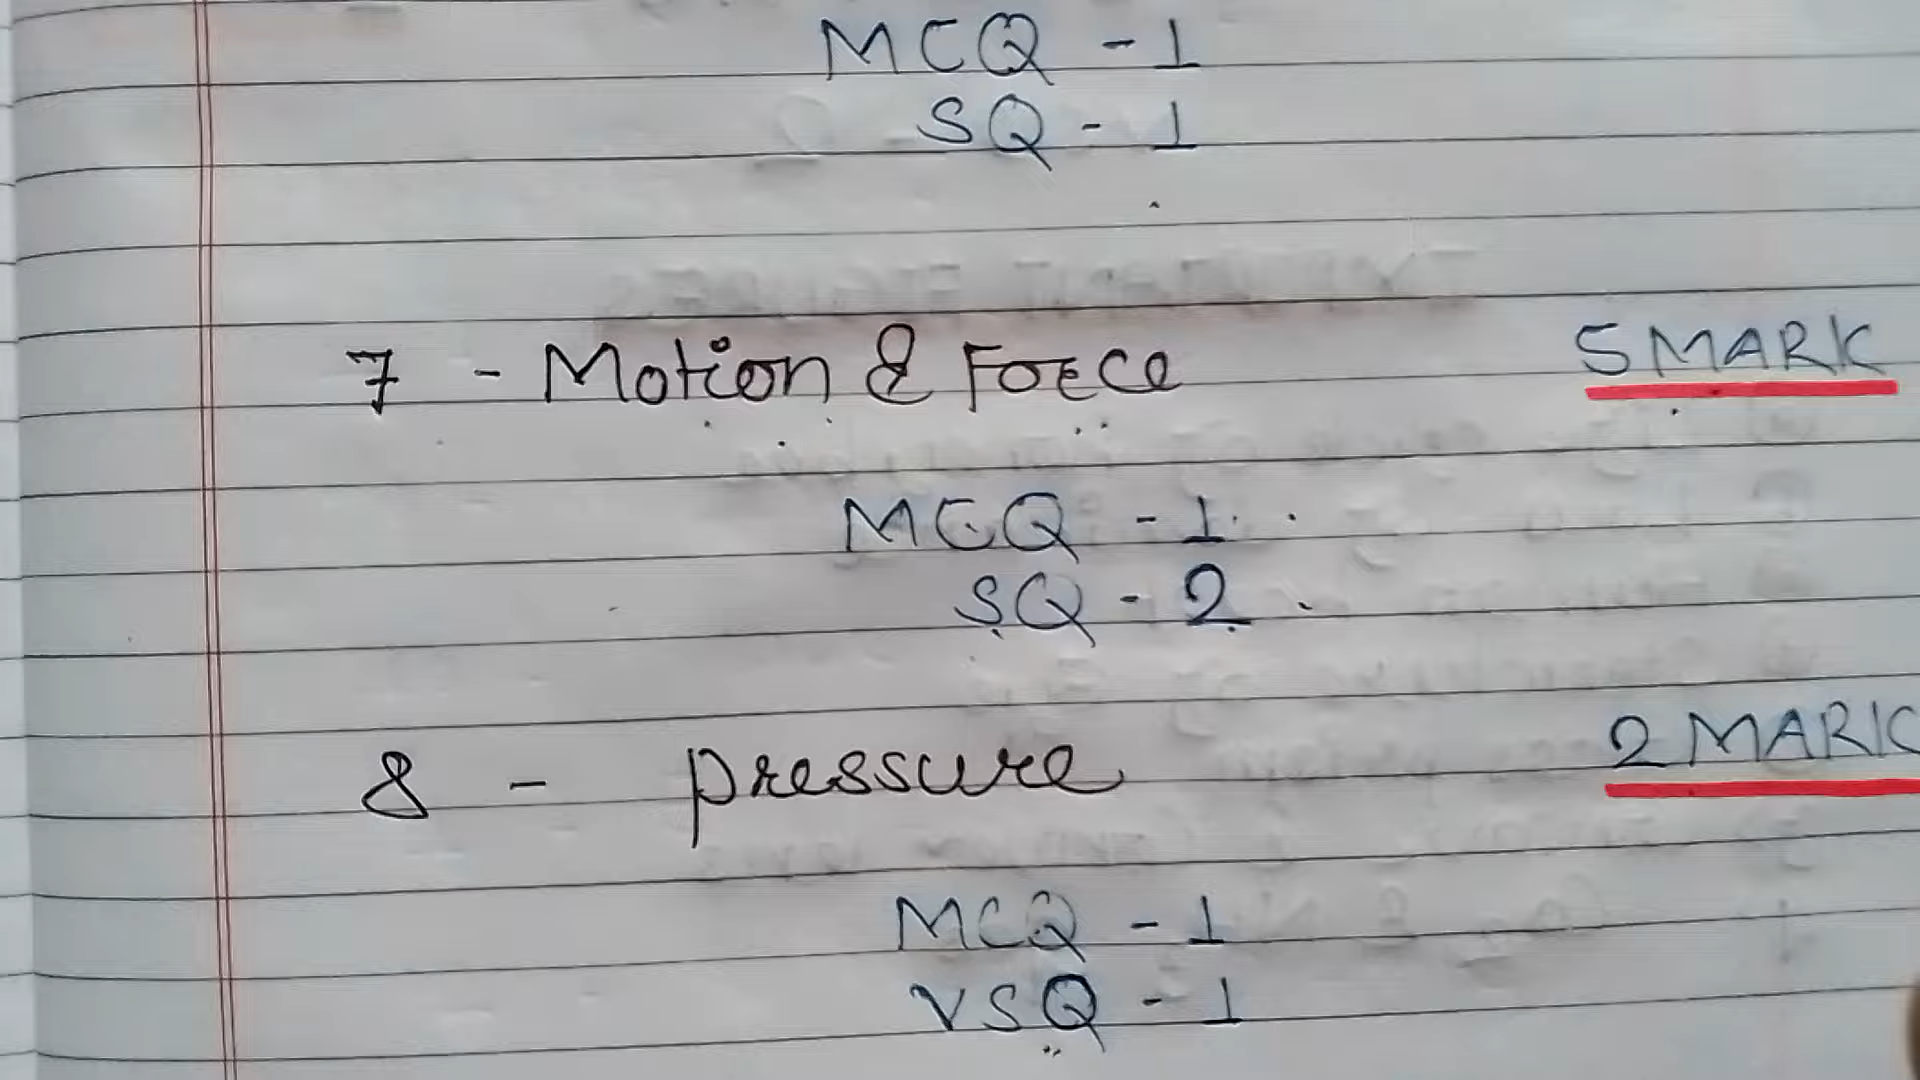 MCQ - 1
SQ - 1
7 - Motion & Force 5 MARK
MCQ - 1
SQ - 2
8 - pressure 2 MARK
MCQ - 1
VSQ - 1